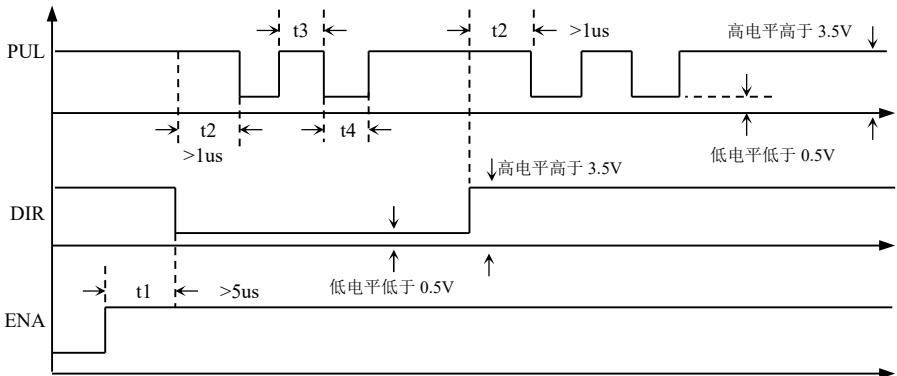 t3
t2
>1us
高电平高于 3.5V
PUL
t2
t4
>1us
低电平低于 0.5V
高电平高于 3.5V
DIR
低电平低于 0.5V
t1
>5us
ENA